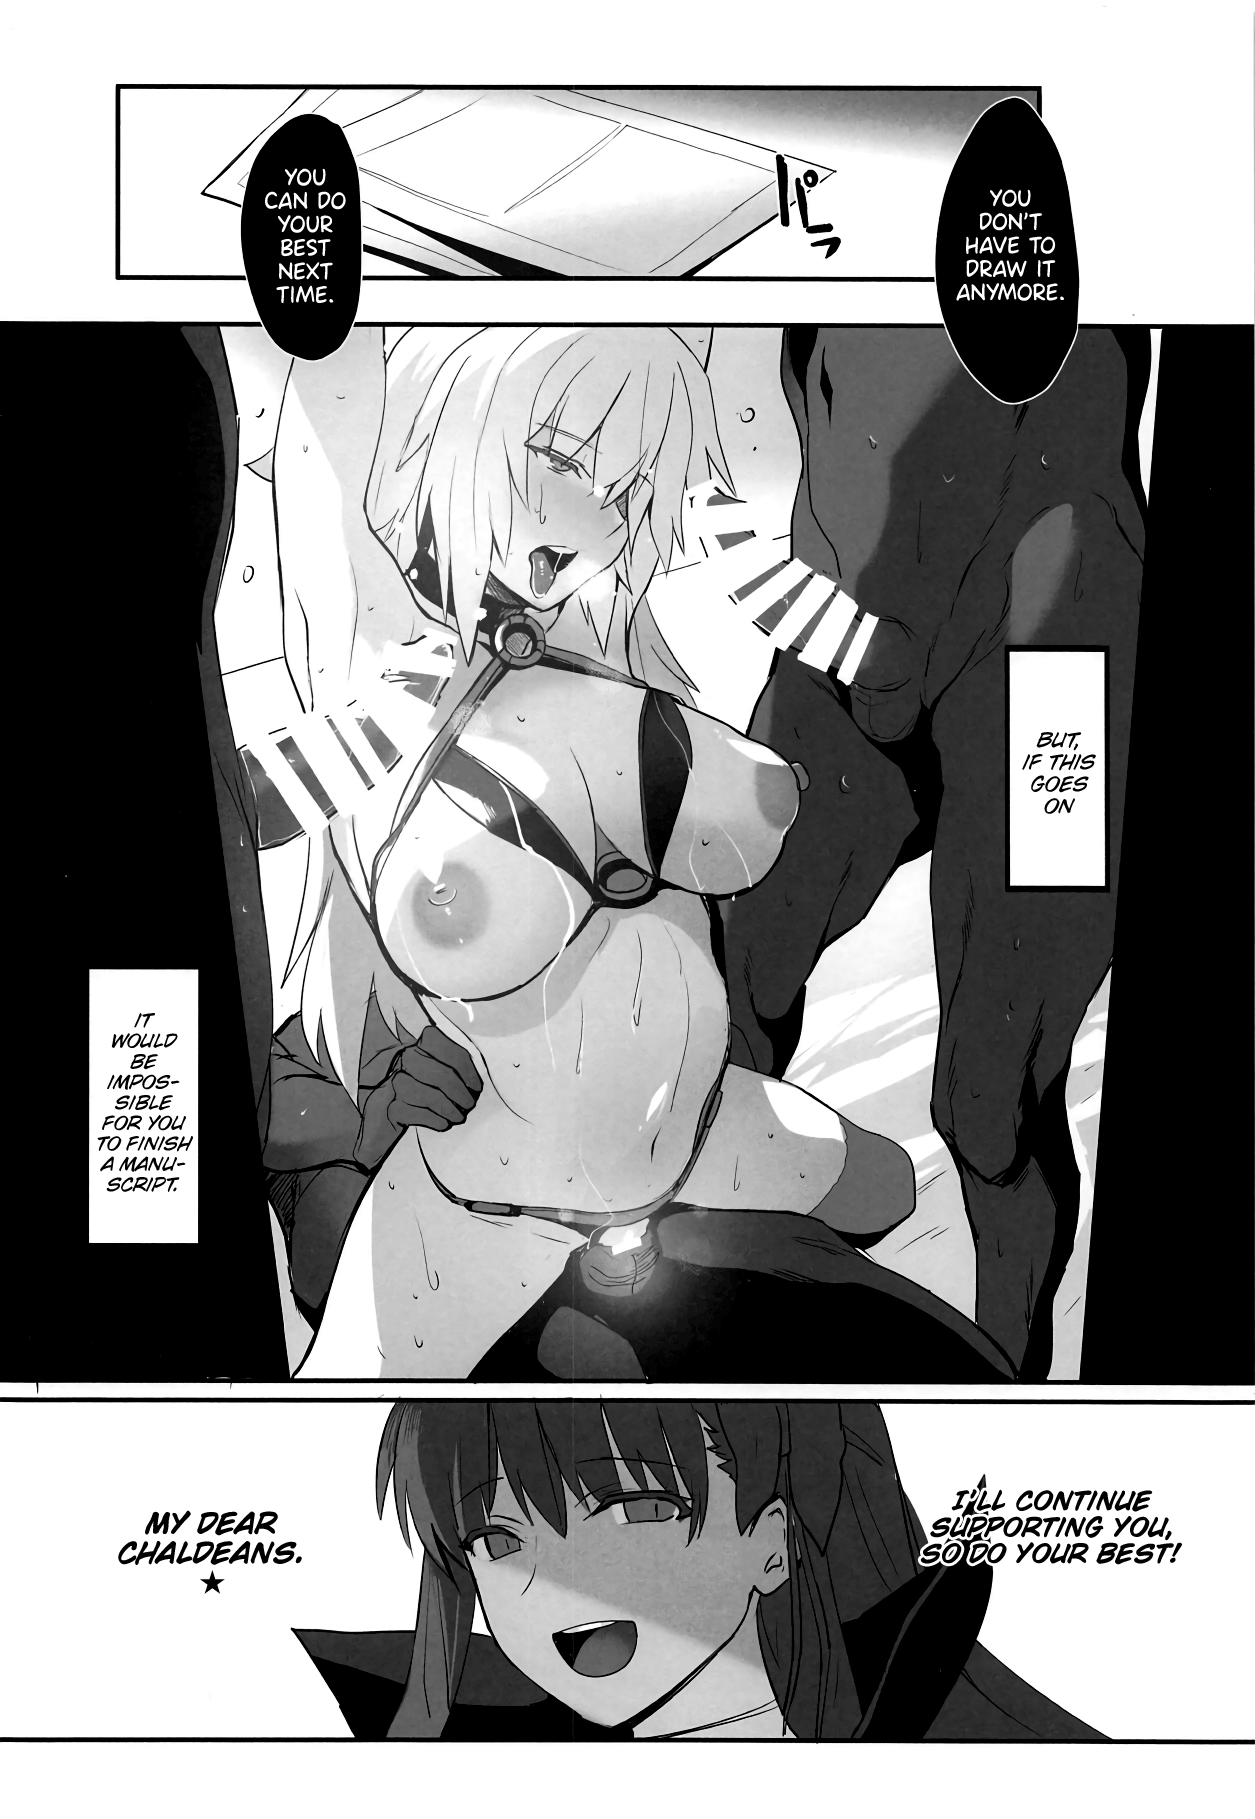 YOU
DON'T
HAVE TO
DRAW IT
ANYMORE.
パラ
YOU
CAN DO
YOUR
BEST
NEXT
TIME.
BUT,
IF THIS
GOES
ON
IT
WOULD
BE
IMPOS-
SIBLE
FOR YOU
TO FINISH
A MANU-
SCRIPT.
I'LL CONTINUE
SUPPORTING YOU,
SO DO YOUR BEST!
MY DEAR
CHALDEANS.
★